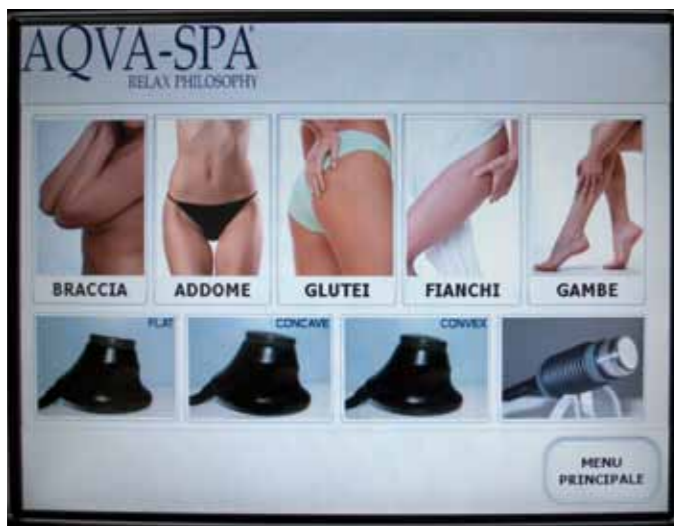 AQVA-SPA
RELAX PHILOSOPHY
BRACCIA
ADDOME
GLUTEI
FIANCHI
GAMBE
FLAT
CONCAVE
CONVEX
MENU
PRINCIPALE